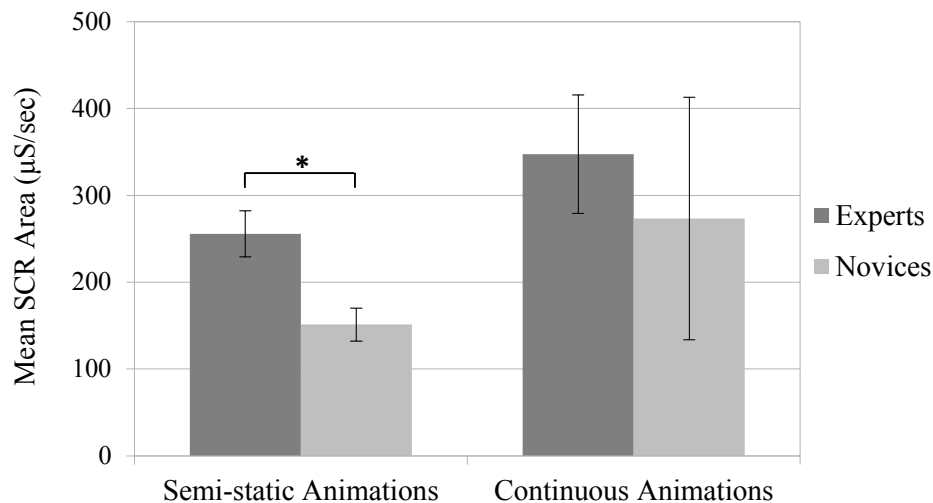 Mean SCR Area (µS/sec)
500
400
300
200
100
0
*
Semi-static Animations
Continuous Animations
Experts
Novices